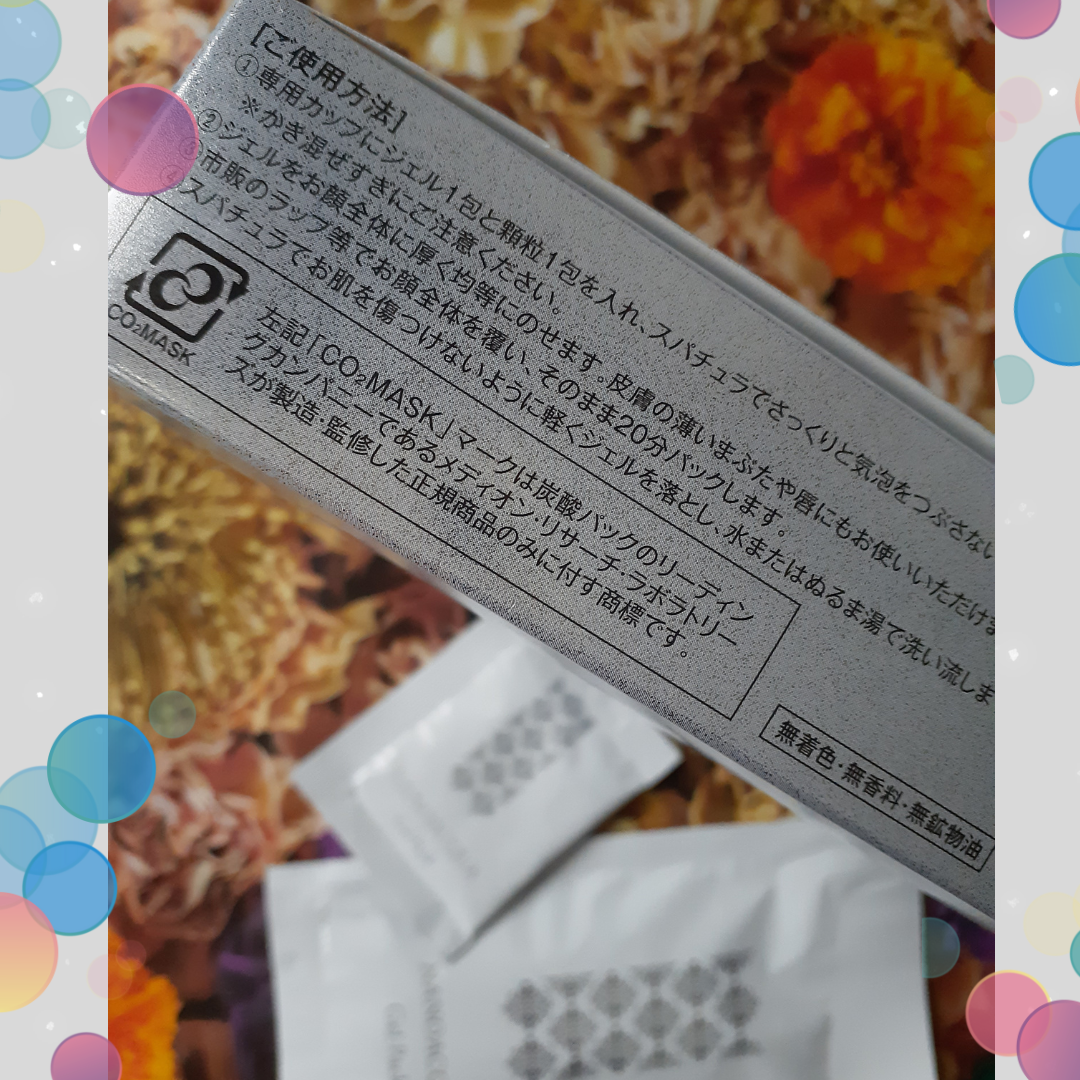 [ご使用方法]
①専用カップにジェル1包と顆粒1包を入れ、スパチュラでざっくりと気泡をつぶさない
※かき混ぜすぎにご注意ください。
②ジェルをお顔全体に厚く均等にのせます。皮膚の薄いまぶたや唇にもお使いいただけま
市販のラップ等でお顔全体を覆い、そのまま20分パックします。
スパチュラでお肌を傷つけないように軽くジェルを落とし、水またはぬるま湯で洗い流しま
CO₂MASK
左記「CO₂MASK」マークは炭酸パックのリーディン
グカンパニーであるメディオン・リサーチ・ラボラトリー
ズが製造・監修した正規商品のみに付す商標です。
無着色・無香料・無鉱物油